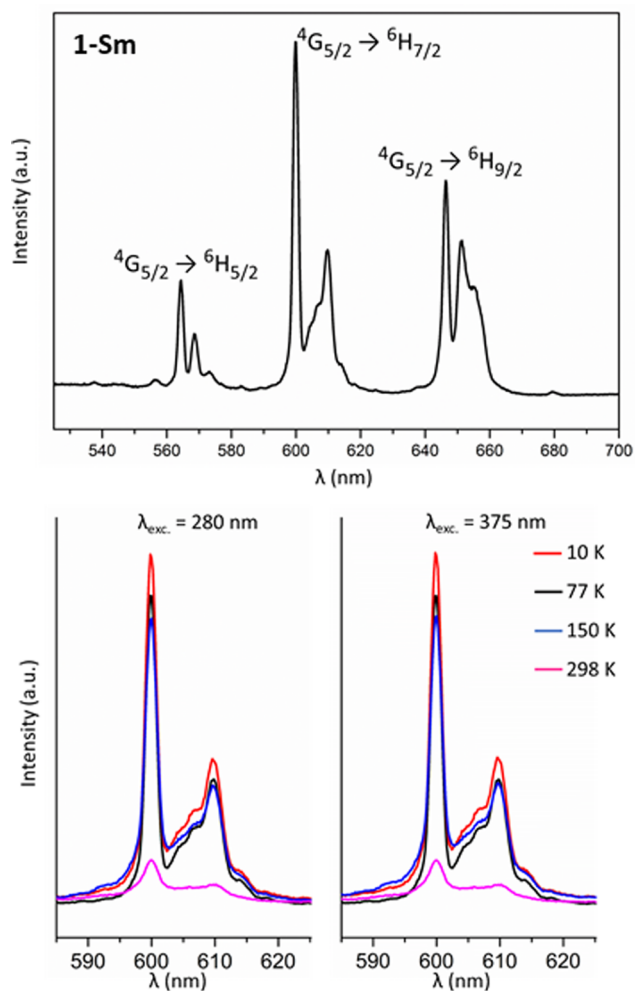 1-Sm
⁴G₅/₂ → ⁶H₇/₂
⁴G₅/₂ → ⁶H₉/₂
⁴G₅/₂ → ⁶H₅/₂
Intensity (a.u.)
540 560 580 600 620 640 660 680 700
λ (nm)
λexc. = 280 nm
λexc. = 375 nm
10 K
77 K
150 K
298 K
Intensity (a.u.)
590 600 610 620
590 600 610 620
λ (nm)
λ (nm)